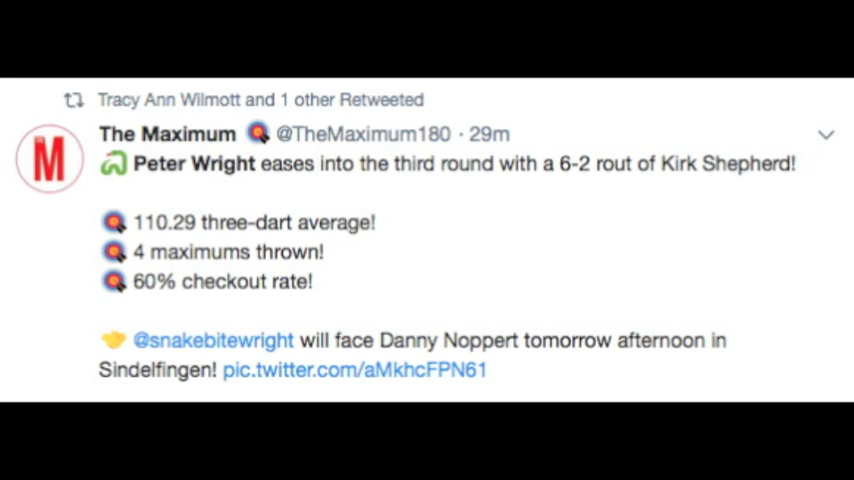 Tracy Ann Wilmott and 1 other Retweeted
The Maximum @TheMaximum180 · 29m
M
Peter Wright eases into the third round with a 6-2 rout of Kirk Shepherd!
110.29 three-dart average!
4 maximums thrown!
60% checkout rate!
@snakebitewright will face Danny Noppert tomorrow afternoon in
Sindelfingen! pic.twitter.com/aMkhcFPN61